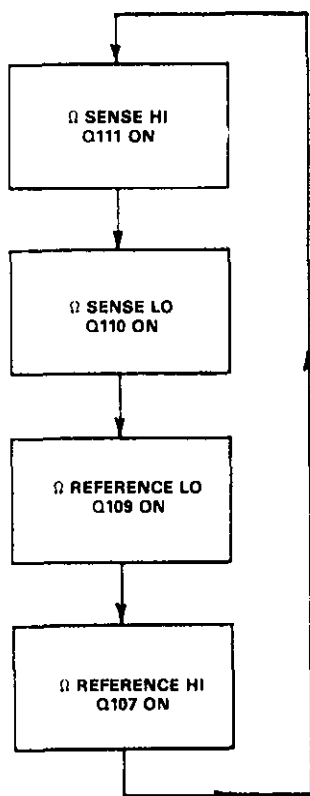 Ω SENSE HI
Q111 ON
Ω SENSE LO
Q110 ON
Ω REFERENCE LO
Q109 ON
Ω REFERENCE HI
Q107 ON